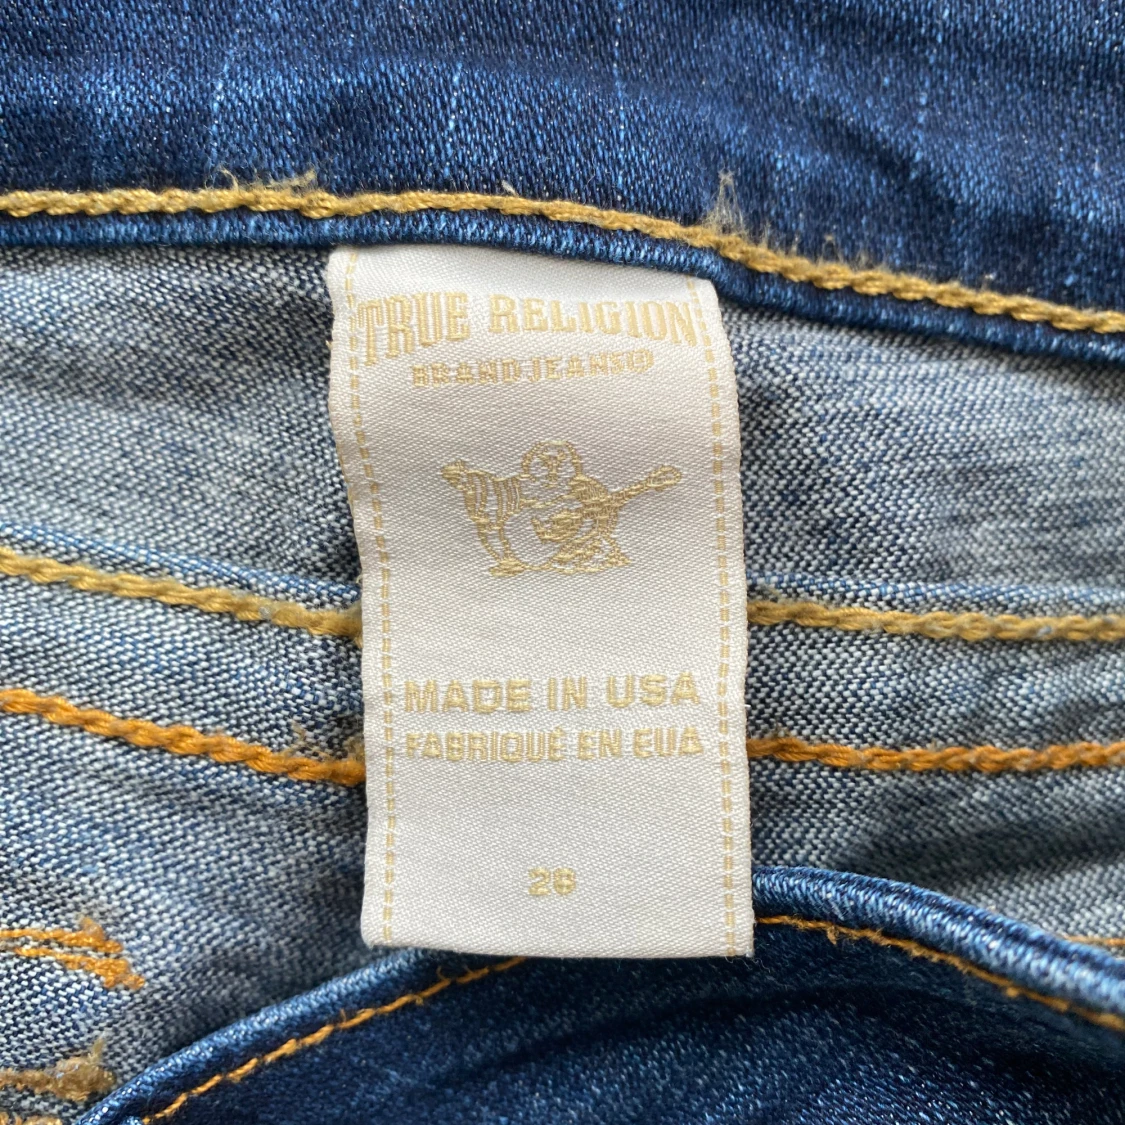 TRUE RELIGION
BRAND JEANS®
MADE IN USA
FABRIQUÉ EN EUA
28